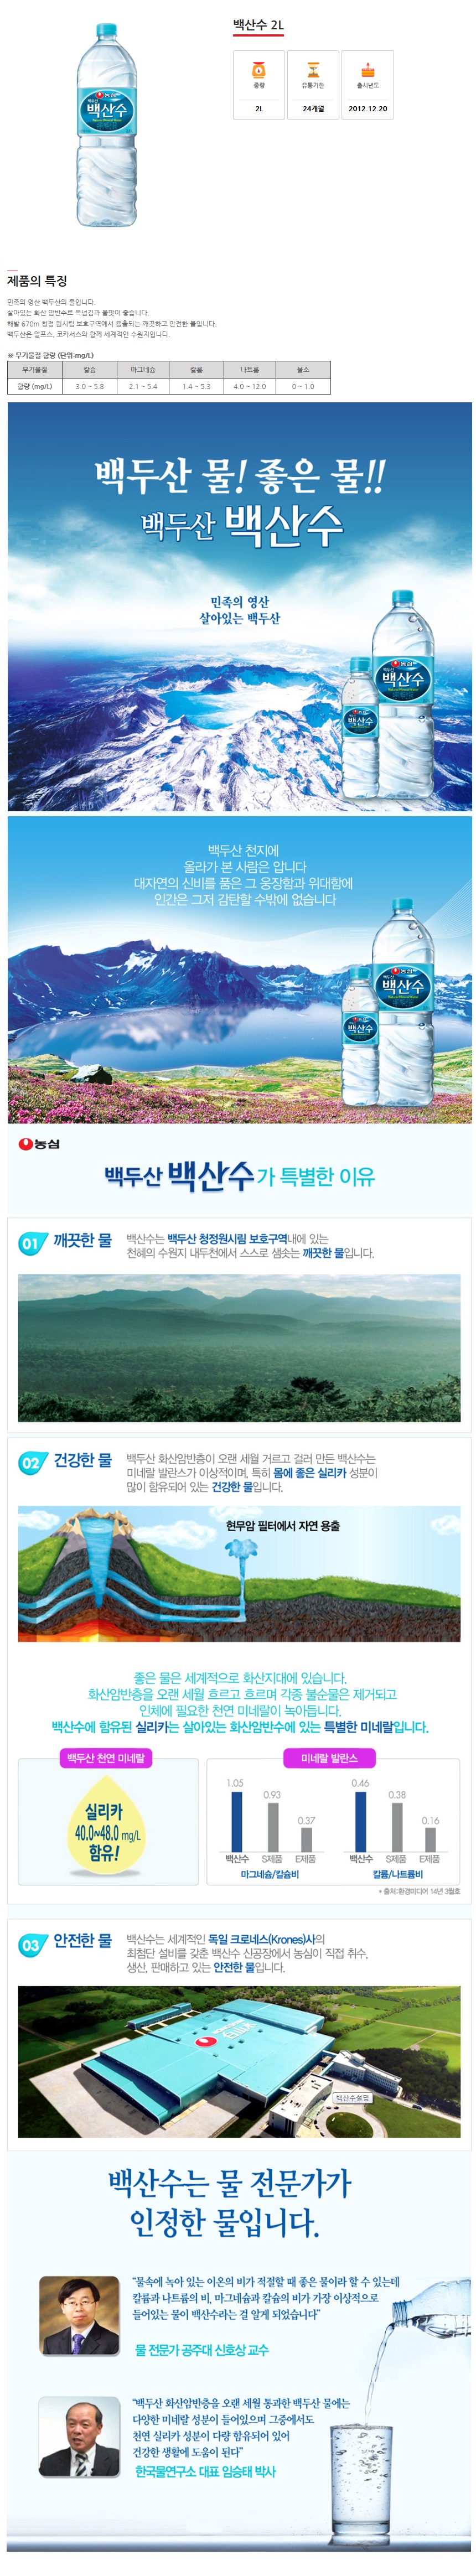 백산수 2L
중량
유통기한
출시년도
2L
24개월
2012.12.20
농심
백두산
백산수
제품의 특징
민족의 영산 백두산의 물입니다.
살아있는 화산 암반수로 목넘김과 물맛이 좋습니다.
해발 670m 청정 원시림 보호구역에서 용출되는 깨끗하고 안전한 물입니다.
백두산은 알프스, 코카서스와 함께 세계적인 수원지입니다.
※ 무기물질 함량 (단위:mg/L)
무기물질 칼슘 마그네슘 칼륨 나트륨 불소
함량 (mg/L) 3.0 ~ 5.8 2.1 ~ 5.4 1.4 ~ 5.3 4.0 ~ 12.0 0 ~ 1.0
백두산 물! 좋은 물!!
백두산 백산수
민족의 영산
살아있는 백두산
농심
백산수
백산수
백두산 천지에
올라가 본 사람은 압니다
대자연의 신비를 품은 그 웅장함과 위대함에
인간은 그저 감탄할 수밖에 없습니다
농심
백산수
백산수
농심
백두산 백산수가 특별한 이유
01 깨끗한 물
백산수는 백두산 청정원시림 보호구역내에 있는
천혜의 수원지 내두천에서 스스로 샘솟는 깨끗한 물입니다.
02 건강한 물
백두산 화산암반층이 오랜 세월 거르고 걸러 만든 백산수는
미네랄 발란스가 이상적이며, 특히 몸에 좋은 실리카 성분이
많이 함유되어 있는 건강한 물입니다.
현무암 필터에서 자연 용출
좋은 물은 세계적으로 화산지대에 있습니다.
화산암반층을 오랜 세월 흐르고 흐르며 각종 불순물은 제거되고
인체에 필요한 천연 미네랄이 녹아듭니다.
백산수에 함유된 실리카는 살아있는 화산암반수에 있는 특별한 미네랄입니다.
백두산 천연 미네랄
실리카
40.0~48.0 mg/L
함유!
미네랄 발란스
1.05 0.93 0.37
백산수 S제품 E제품
마그네슘/칼슘비
0.46 0.38 0.16
백산수 S제품 E제품
칼륨/나트륨비
• 출처:환경미디어 14년 3월호
03 안전한 물
백산수는 세계적인 독일 크로네스(Krones)사의
최첨단 설비를 갖춘 백산수 신공장에서 농심이 직접 취수,
생산, 판매하고 있는 안전한 물입니다.
백산수설명
백산수는 물 전문가가
인정한 물입니다.
“물속에 녹아 있는 이온의 비가 적절할 때 좋은 물이라 할 수 있는데
칼륨과 나트륨의 비, 마그네슘과 칼슘의 비가 가장 이상적으로
들어있는 물이 백산수라는 걸 알게 되었습니다”
물 전문가 공주대 신호상 교수
“백두산 화산암반층을 오랜 세월 통과한 백두산 물에는
다양한 미네랄 성분이 들어있으며 그중에서도
천연 실리카 성분이 다량 함유되어 있어
건강한 생활에 도움이 된다”
한국물연구소 대표 임승태 박사